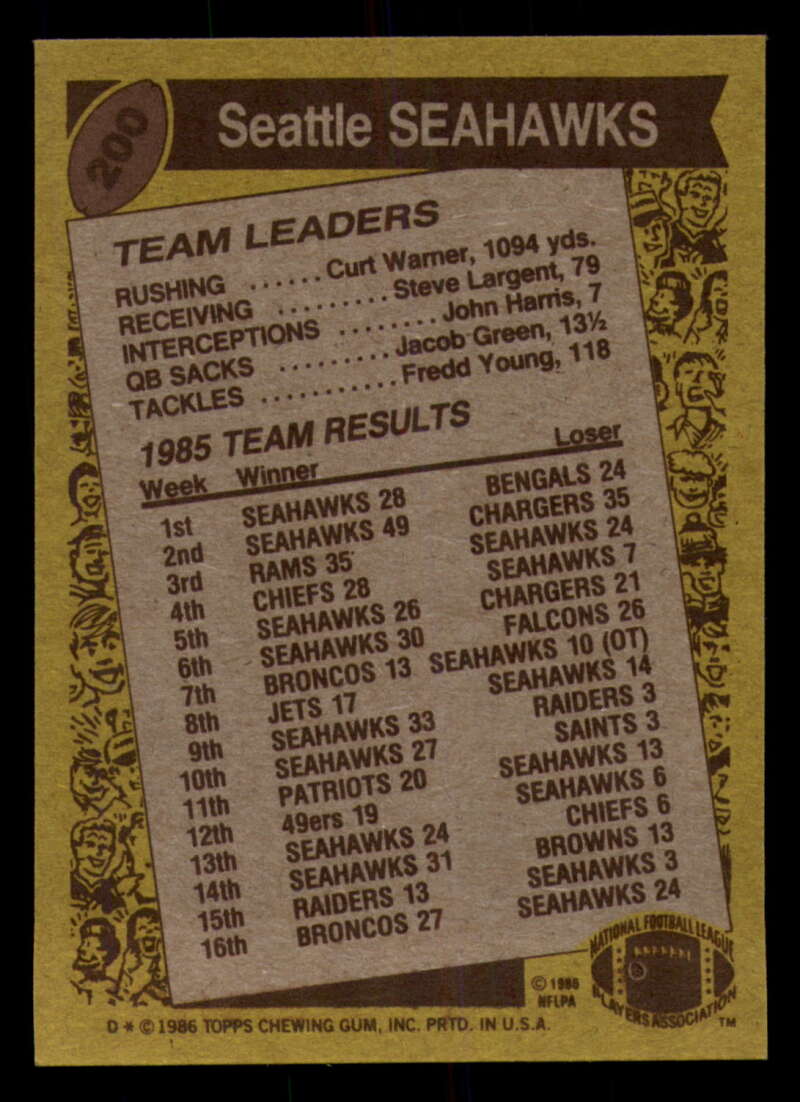 200
Seattle SEAHAWKS
TEAM LEADERS
RUSHING ...... Curt Warner, 1094 yds.
RECEIVING ......... Steve Largent, 79
INTERCEPTIONS ........ John Harris, 7
QB SACKS ......... Jacob Green, 13½
TACKLES ........... Fredd Young, 118
1985 TEAM RESULTS
Week Winner Loser
1st SEAHAWKS 28 BENGALS 24
2nd SEAHAWKS 49 CHARGERS 35
3rd RAMS 35 SEAHAWKS 24
4th CHIEFS 28 SEAHAWKS 7
5th SEAHAWKS 26 CHARGERS 21
6th SEAHAWKS 30 FALCONS 26
7th BRONCOS 13 SEAHAWKS 10 (OT)
8th JETS 17 SEAHAWKS 14
9th SEAHAWKS 33 RAIDERS 3
10th SEAHAWKS 27 SAINTS 3
11th PATRIOTS 20 SEAHAWKS 13
12th 49ers 19 SEAHAWKS 6
13th SEAHAWKS 24 CHIEFS 6
14th SEAHAWKS 31 BROWNS 13
15th RAIDERS 13 SEAHAWKS 3
16th BRONCOS 27 SEAHAWKS 24
© 1986
NFLPA
NATIONAL FOOTBALL LEAGUE
PLAYERS ASSOCIATION
TM
D * © 1986 TOPPS CHEWING GUM, INC. PRTD. IN U.S.A.